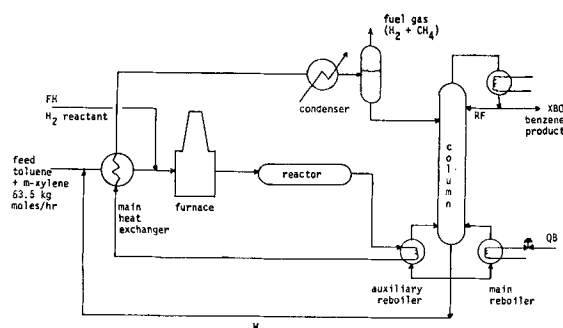 fuel gas
(H₂ + CH₄)
condenser
FH
H₂ reactant
RF
XBO
benzene
product
feed
toluene
+ m-xylene
63.5 kg
moles/hr
main
heat
exchanger
furnace
reactor
column
QB
auxiliary
reboiler
main
reboiler
W